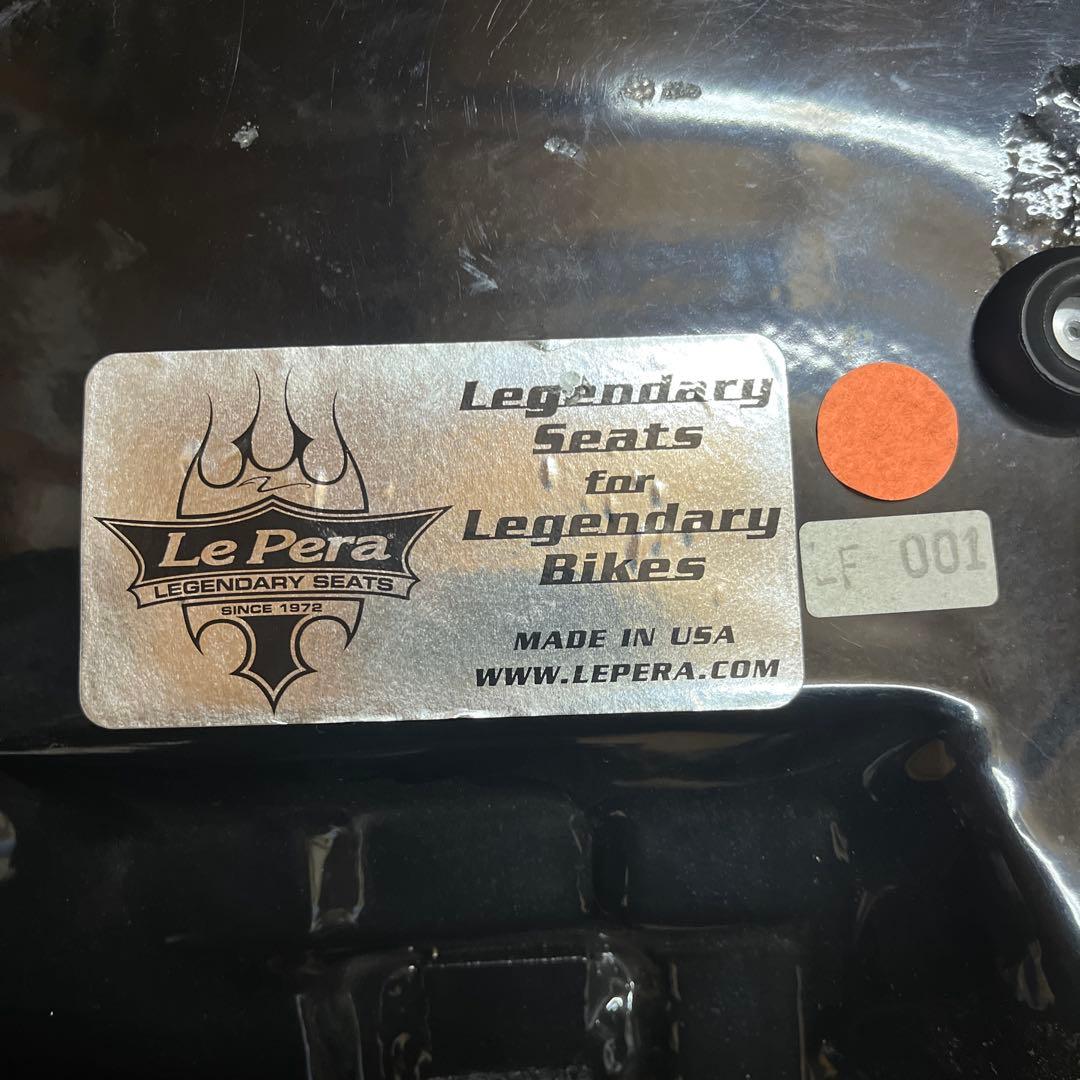 Le Pera®
LEGENDARY SEATS
SINCE 1972
Legendary
Seats
for
Legendary
Bikes
MADE IN USA
WWW.LEPERA.COM
LF 001